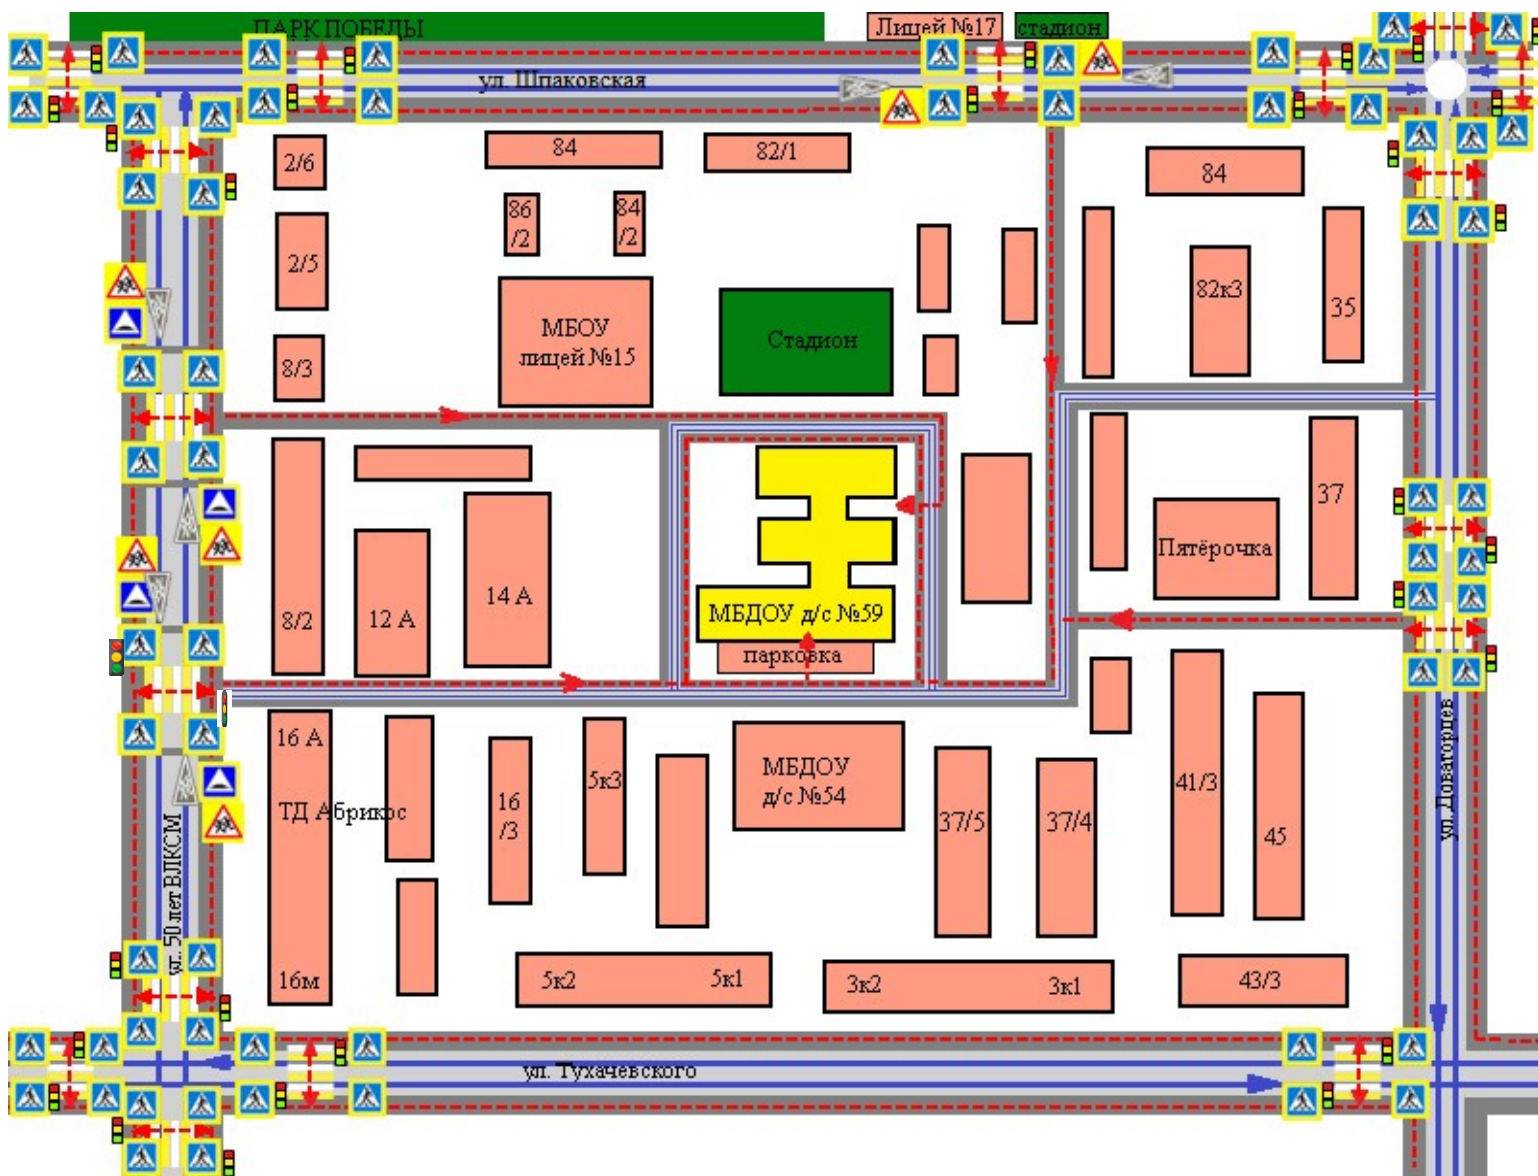 ПАРК ПОБЕДЫ
Лицей №17
стадион
ул. Шпаковская
2/6
84
82/1
84
86
/2
84
/2
2/5
82к3
35
МБОУ
лицей №15
Стадион
8/3
37
Пятёрочка
14 А
8/2
12 А
МБДОУ д/с №59
парковка
16 А
ТД Абрикос
16
/3
5к3
МБДОУ
д/с №54
37/5
37/4
41/3
45
ул. Доваторцев
ул. 50 лет ВЛКСМ
16м
5к2
5к1
3к2
3к1
43/3
ул. Тухачевского